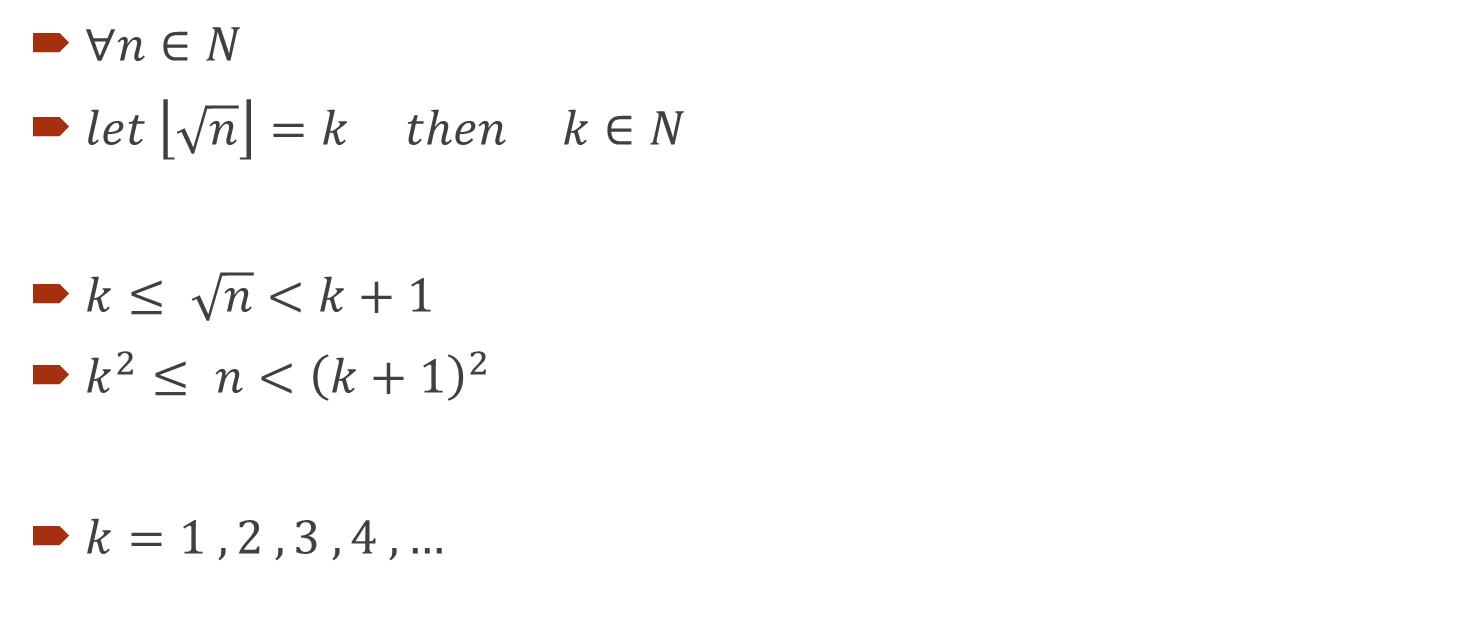 ∀n ∈ N
let ⌊√n⌋ = k then k ∈ N
k ≤ √n < k + 1
k² ≤ n < (k + 1)²
k = 1 , 2 , 3 , 4 , …